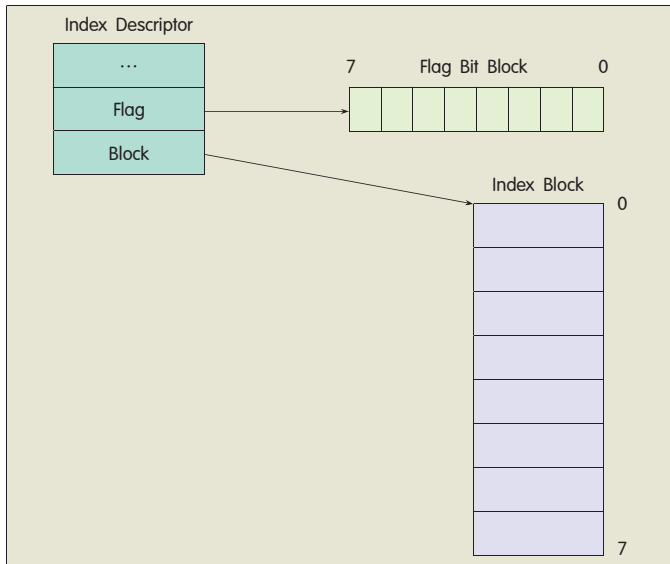 Index Descriptor
...
7 Flag Bit Block 0
Flag
Block
Index Block
0
7